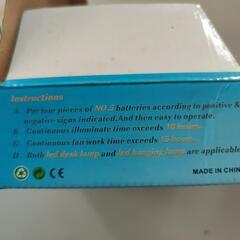 Instructions
A. Put four pieces of NO.5 batteries according to positive &
negative signs indicated.And then easy to operate.
B. Continuous illuminate time exceeds 10 hours.
C. Continuous fan work time exceeds 15 hours.
D. Both led desk lamp and led hanging lamp are applicable
MADE IN CHIN